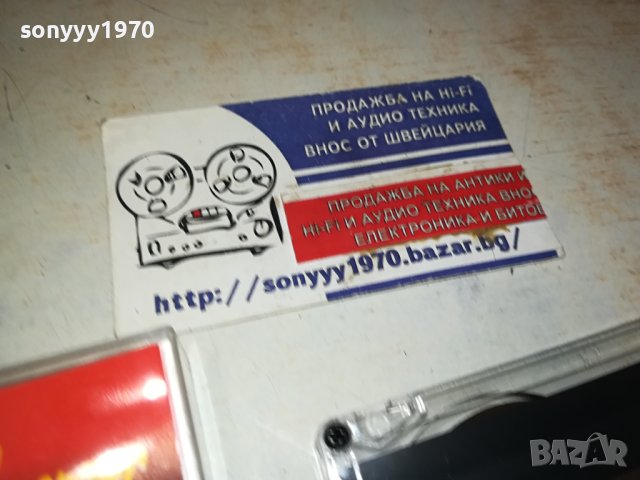 sonyyy1970
ПРОДАЖБА НА HI-FI
И АУДИО ТЕХНИКА
ВНОС ОТ ШВЕЙЦАРИЯ
ПРОДАЖБА НА АНТИКИ И
HI-FI И АУДИО ТЕХНИКА ВНО
ЕЛЕКТРОНИКА И БИТО
http://sonyyy1970.bazar.bg/
BAZAR